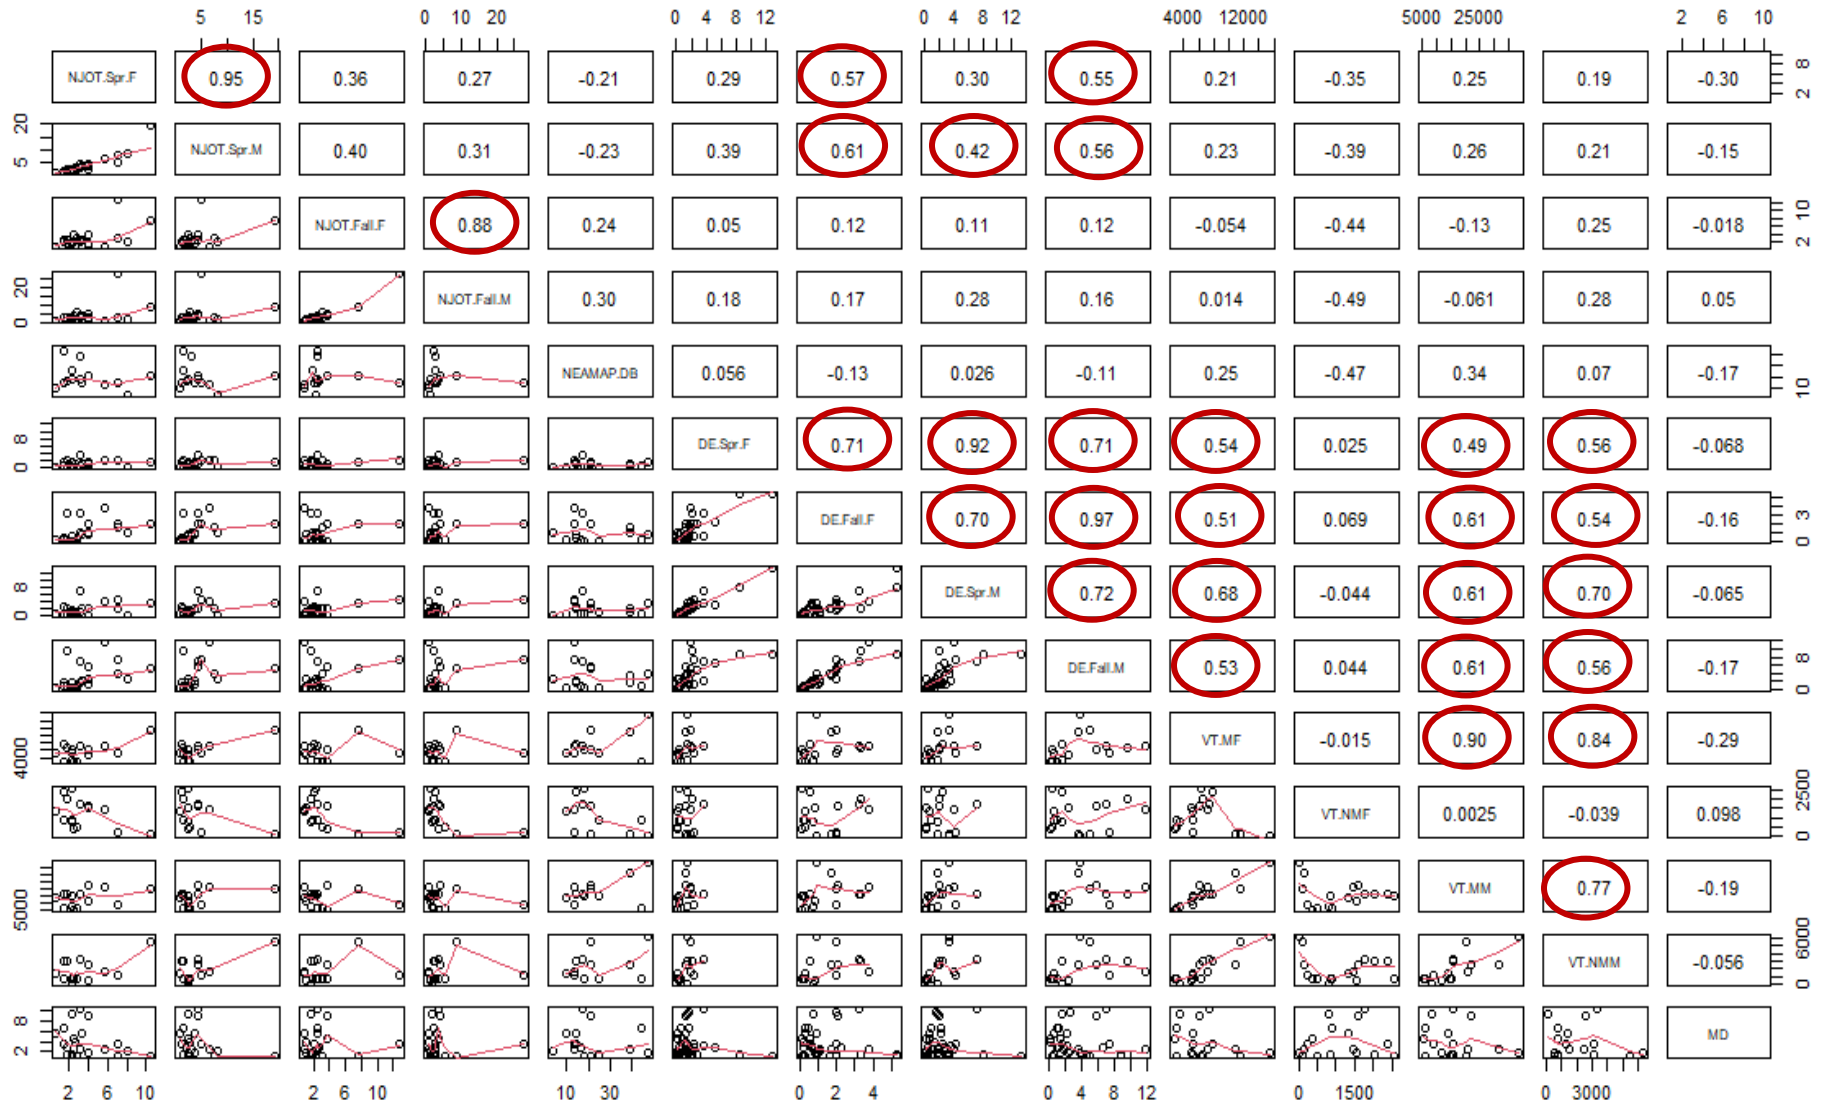 5 15 0 10 20 0 4 8 12 0 4 8 12 4000 12000 5000 25000 2 6 10
NJOT.Spr.F 0.95 0.36 0.27 -0.21 0.29 0.57 0.30 0.55 0.21 -0.35 0.25 0.19 -0.30 2 8
5 20 NJOT.Spr.M 0.40 0.31 -0.23 0.39 0.61 0.42 0.56 0.23 -0.39 0.26 0.21 -0.15
NJOT.Fall.F 0.88 0.24 0.05 0.12 0.11 0.12 -0.054 -0.44 -0.13 0.25 -0.018 2 10
0 20 NJOT.Fall.M 0.30 0.18 0.17 0.28 0.16 0.014 -0.49 -0.061 0.28 0.05
NEAMAP.DB 0.056 -0.13 0.026 -0.11 0.25 -0.47 0.34 0.07 -0.17 10
0 8 DE.Spr.F 0.71 0.92 0.71 0.54 0.025 0.49 0.56 -0.068
DE.Fall.F 0.70 0.97 0.51 0.069 0.61 0.54 -0.16 0 3
0 8 DE.Spr.M 0.72 0.68 -0.044 0.61 0.70 -0.065
DE.Fall.M 0.53 0.044 0.61 0.56 -0.17 0 8
4000 VT.MF -0.015 0.90 0.84 -0.29
VT.NMF 0.0025 -0.039 0.098 0 2500
5000 VT.MM 0.77 -0.19
VT.NMM -0.056 0 6000
2 8 MD
2 6 10 2 6 10 10 30 0 2 4 0 4 8 12 0 1500 0 3000